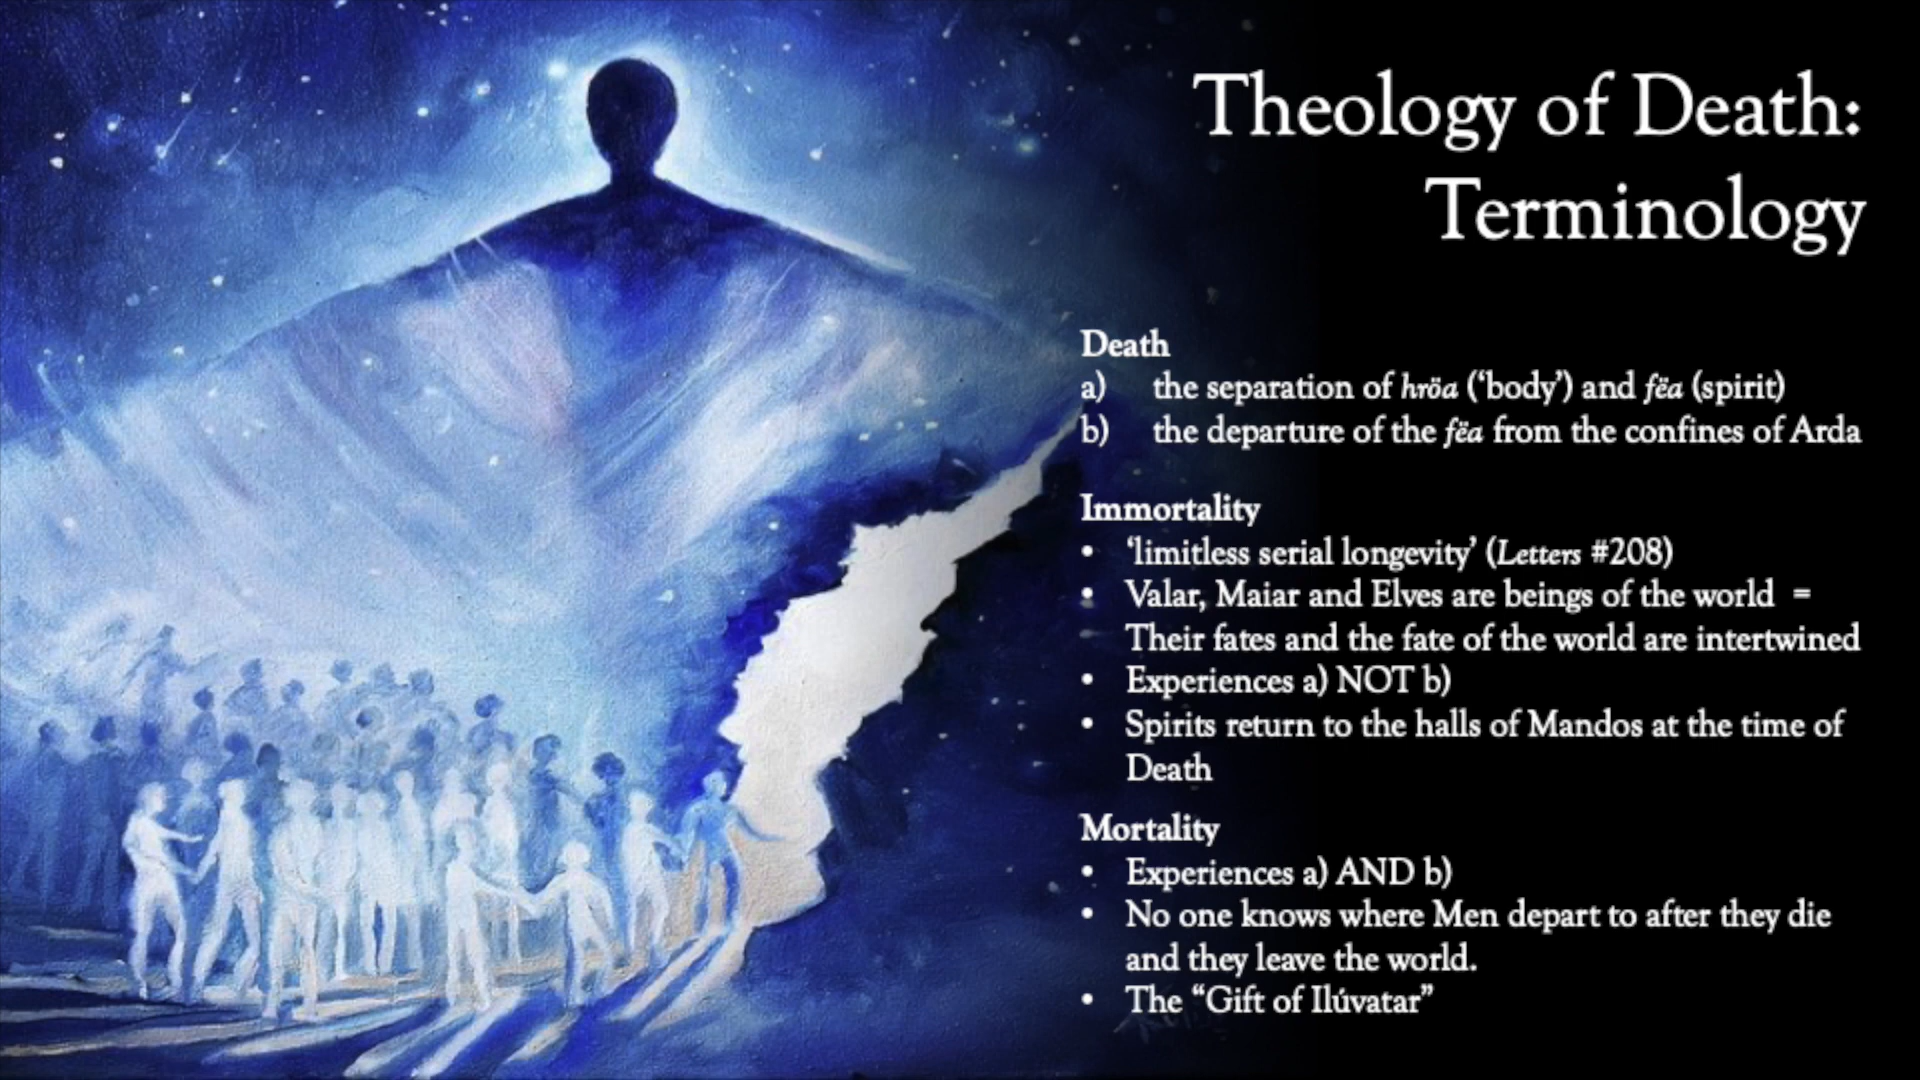 Theology of Death:
Terminology
Death
a) the separation of hröa (‘body’) and fëa (spirit)
b) the departure of the fëa from the confines of Arda
Immortality
• ‘limitless serial longevity’ (Letters #208)
• Valar, Maiar and Elves are beings of the world =
Their fates and the fate of the world are intertwined
• Experiences a) NOT b)
• Spirits return to the halls of Mandos at the time of
Death
Mortality
• Experiences a) AND b)
• No one knows where Men depart to after they die
and they leave the world.
• The “Gift of Ilúvatar”